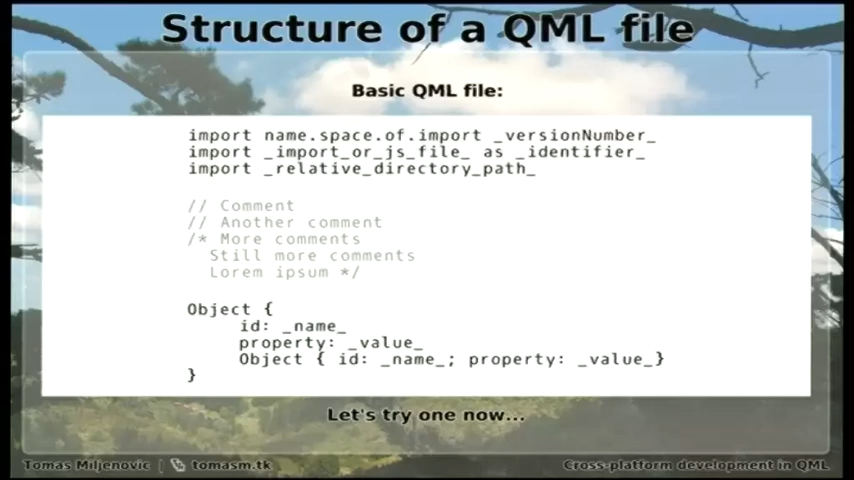 Structure of a QML file
Basic QML file:
import name.space.of.import _versionNumber_
import _import_or_js_file_ as _identifier_
import _relative_directory_path_
// Comment
// Another comment
/* More comments
Still more comments
Lorem ipsum */
Object {
id: _name_
property: _value_
Object { id: _name_; property: _value_}
}
Let's try one now...
Tomas Miljenovic | tomasm.tk
Cross-platform development in QML